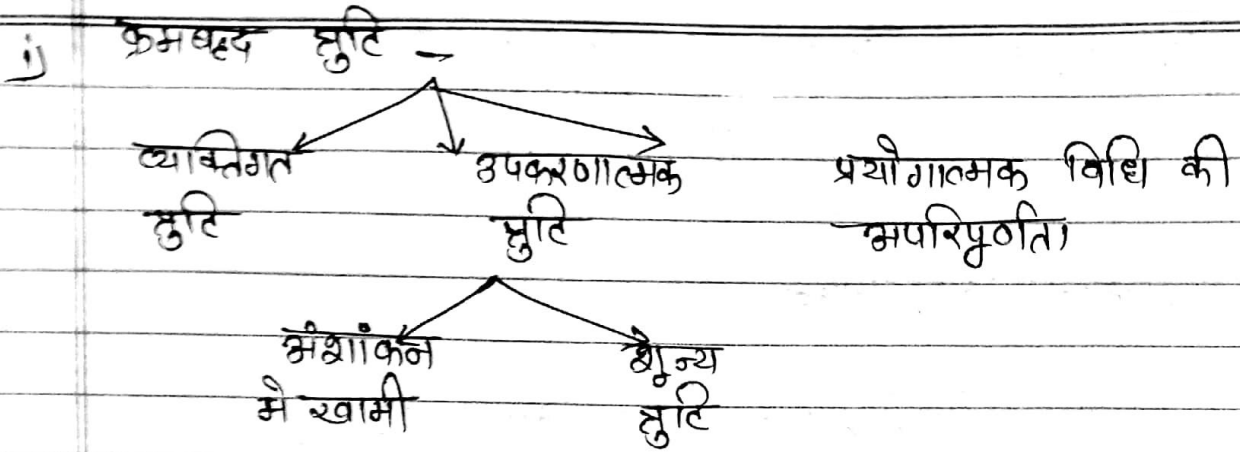 i) क्रमबद्ध त्रुटि -
व्यक्तिगत उपकरणात्मक प्रयोगात्मक विधि की
त्रुटि त्रुटि अपरिपूर्णता
अंशांकन शून्य
मे खामी त्रुटि